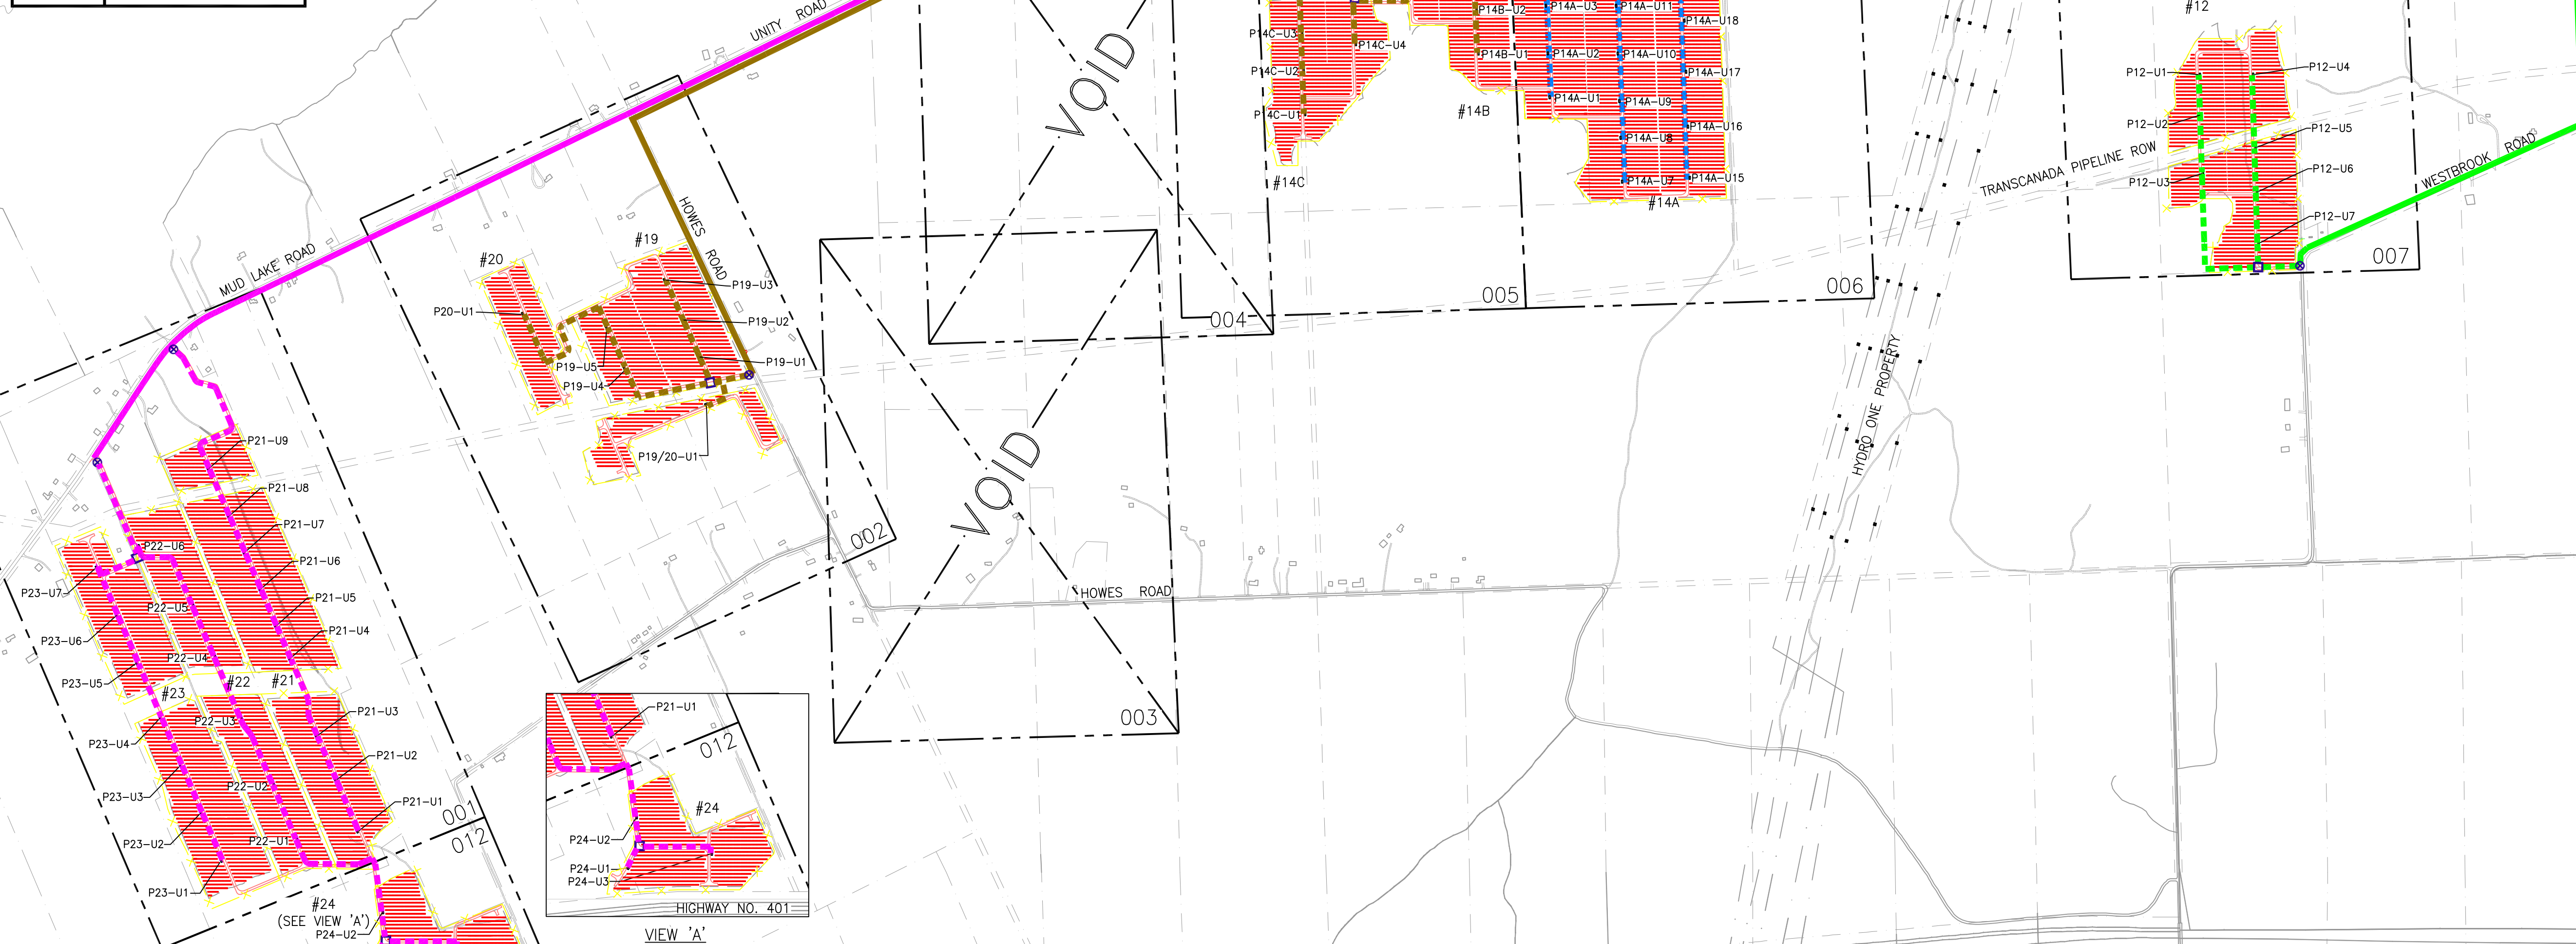 UNITY ROAD
MUD LAKE ROAD
HOWES ROAD
VOID
P14C-U3
P14C-U4
P14C-U2
P14C-U1
#14C
P14B-U2
P14B-U1
#14B
P14A-U3
P14A-U2
P14A-U1
P14A-U11
P14A-U10
P14A-U9
P14A-U8
P14A-U7
P14A-U18
P14A-U17
P14A-U16
P14A-U15
#14A
004
005
006
#12
P12-U1
P12-U4
P12-U2
P12-U5
P12-U3
P12-U6
P12-U7
TRANSCANADA PIPELINE ROW
WESTBROOK ROAD
007
HYDRO ONE PROPERTY
#20
#19
P20-U1
P19-U3
P19-U2
P19-U1
P19-U5
P19-U4
P19/20-U1
002
VOID
HOWES ROAD
003
P21-U9
P21-U8
P21-U7
P21-U6
P21-U5
P21-U4
P22-U6
P23-U7
P22-U5
P23-U6
P22-U4
P23-U5
#23
#22
#21
P22-U3
P21-U3
P23-U4
P21-U2
P22-U2
P23-U3
P21-U1
P23-U2
P22-U1
P23-U1
001
012
#24
(SEE VIEW 'A')
P24-U2
P21-U1
012
#24
P24-U2
P24-U1
P24-U3
HIGHWAY NO. 401
VIEW 'A'